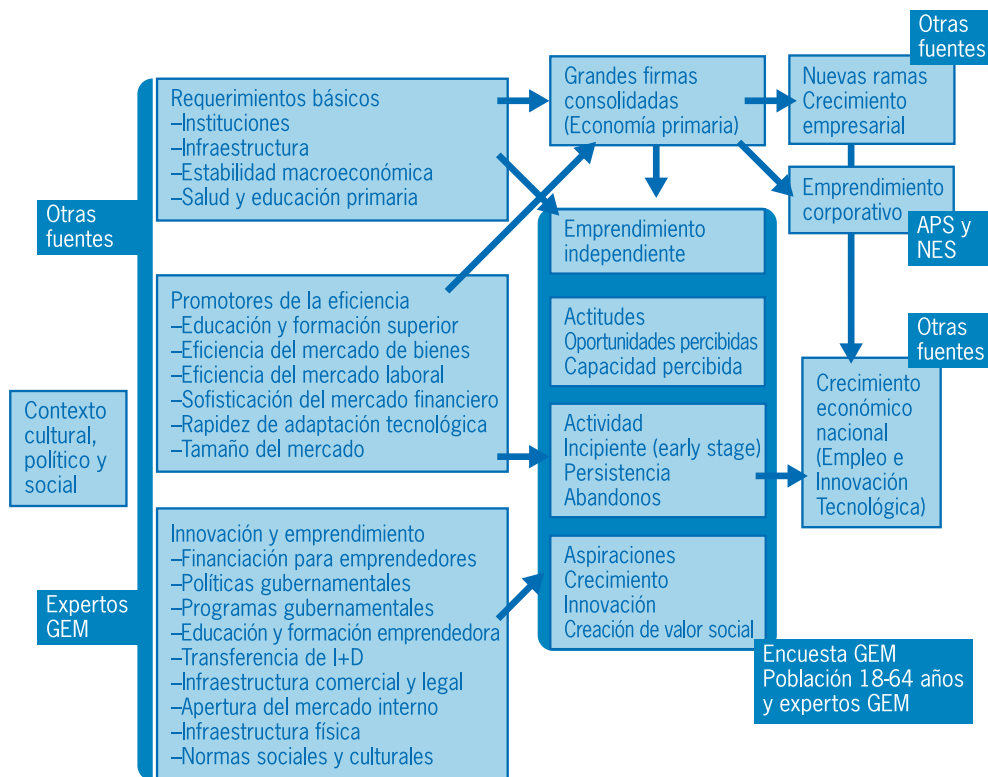 Contexto
cultural,
político y
social
Otras
fuentes
Expertos
GEM
Requerimientos básicos
–Instituciones
–Infraestructura
–Estabilidad macroeconómica
–Salud y educación primaria
Promotores de la eficiencia
–Educación y formación superior
–Eficiencia del mercado de bienes
–Eficiencia del mercado laboral
–Sofisticación del mercado financiero
–Rapidez de adaptación tecnológica
–Tamaño del mercado
Innovación y emprendimiento
–Financiación para emprendedores
–Políticas gubernamentales
–Programas gubernamentales
–Educación y formación emprendedora
–Transferencia de I+D
–Infraestructura comercial y legal
–Apertura del mercado interno
–Infraestructura física
–Normas sociales y culturales
Grandes firmas
consolidadas
(Economía primaria)
Emprendimiento
independiente
Actitudes
Oportunidades percibidas
Capacidad percibida
Actividad
Incipiente (early stage)
Persistencia
Abandonos
Aspiraciones
Crecimiento
Innovación
Creación de valor social
Encuesta GEM
Población 18-64 años
y expertos GEM
Otras
fuentes
Nuevas ramas
Crecimiento
empresarial
Emprendimiento
corporativo
APS y
NES
Otras
fuentes
Crecimiento
económico
nacional
(Empleo e
Innovación
Tecnológica)